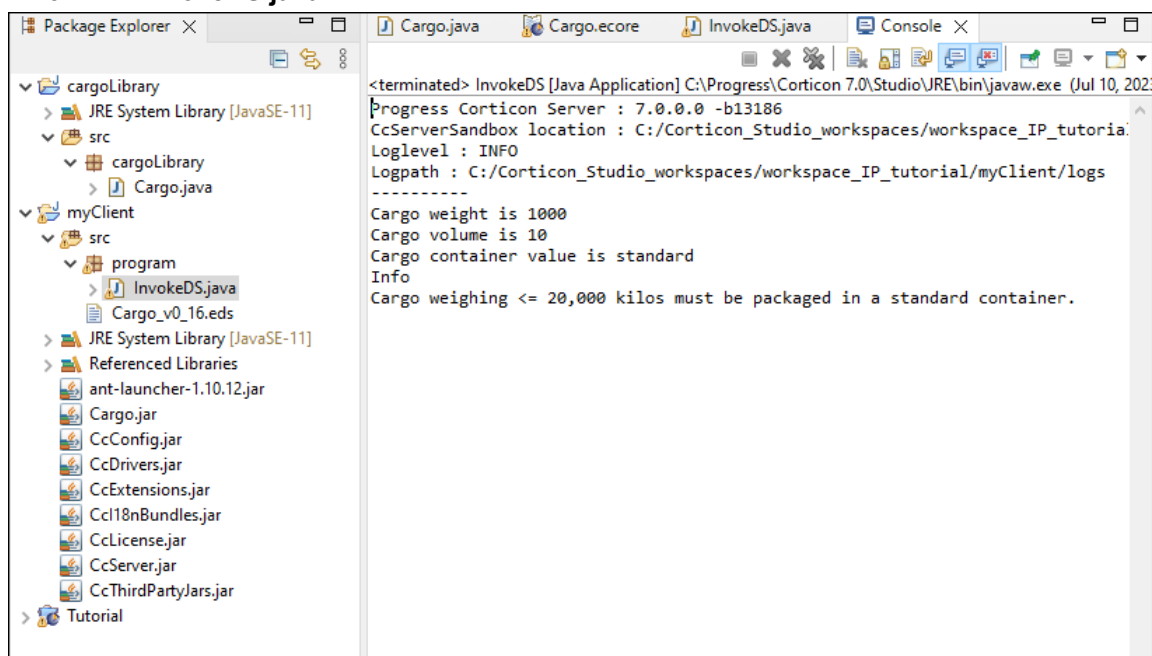 Package Explorer
cargoLibrary
JRE System Library [JavaSE-11]
src
cargoLibrary
Cargo.java
myClient
src
program
InvokeDS.java
Cargo_v0_16.eds
JRE System Library [JavaSE-11]
Referenced Libraries
ant-launcher-1.10.12.jar
Cargo.jar
CcConfig.jar
CcDrivers.jar
CcExtensions.jar
CcI18nBundles.jar
CcLicense.jar
CcServer.jar
CcThirdPartyJars.jar
Tutorial
Cargo.java Cargo.ecore InvokeDS.java Console
<terminated> InvokeDS [Java Application] C:\Progress\Corticon 7.0\Studio\JRE\bin\javaw.exe (Jul 10, 202
Progress Corticon Server : 7.0.0.0 -b13186
CcServerSandbox location : C:/Corticon_Studio_workspaces/workspace_IP_tutorial
Loglevel : INFO
Logpath : C:/Corticon_Studio_workspaces/workspace_IP_tutorial/myClient/logs
----------
Cargo weight is 1000
Cargo volume is 10
Cargo container value is standard
Info
Cargo weighing <= 20,000 kilos must be packaged in a standard container.